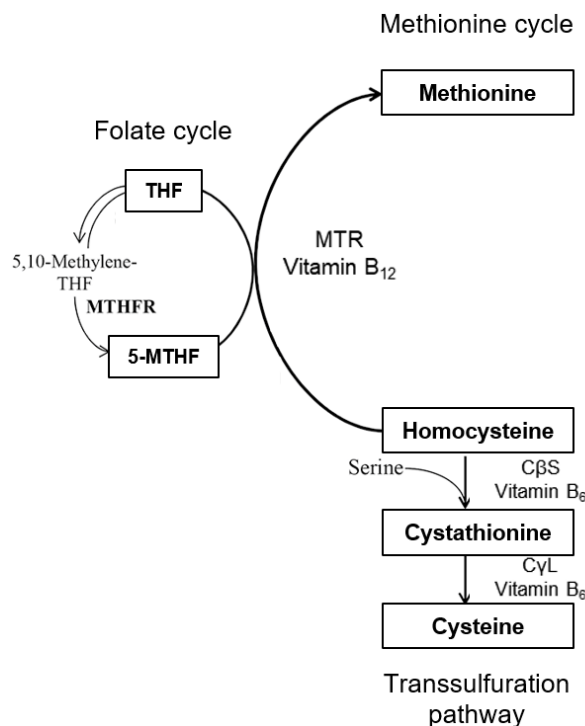 Methionine cycle
Methionine
Folate cycle
THF
MTR
Vitamin B₁₂
5,10-Methylene-
THF
MTHFR
5-MTHF
Homocysteine
Serine
CβS
Vitamin B₆
Cystathionine
CγL
Vitamin B₆
Cysteine
Transsulfuration
pathway